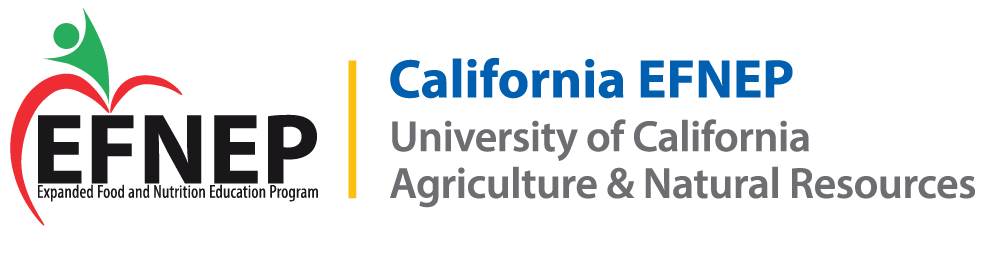 EFNEP
Expanded Food and Nutrition Education Program
California EFNEP
University of California
Agriculture & Natural Resources